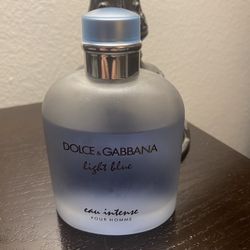 DOLCE & GABBANA
light blue
eau intense
POUR HOMME